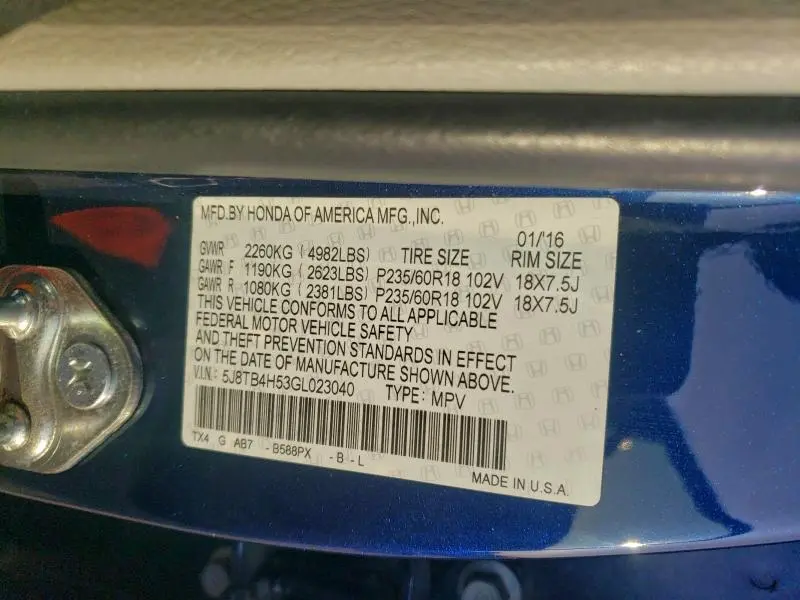 MFD.BY HONDA OF AMERICA MFG.,INC.
01/'16
GVWR 2260KG (4982LBS) TIRE SIZE RIM SIZE
GAWR F 1190KG (2623LBS) P235/60R18 102V 18X7.5J
GAWR R 1080KG (2381LBS) P235/60R18 102V 18X7.5J
THIS VEHICLE CONFORMS TO ALL APPLICABLE
FEDERAL MOTOR VEHICLE SAFETY
AND THEFT PREVENTION STANDARDS IN EFFECT
ON THE DATE OF MANUFACTURE SHOWN ABOVE.
V.I.N.: 5J8TB4H53GL023040 TYPE: MPV
TX4 G AB7 -B588PX -B-L
MADE IN U.S.A.